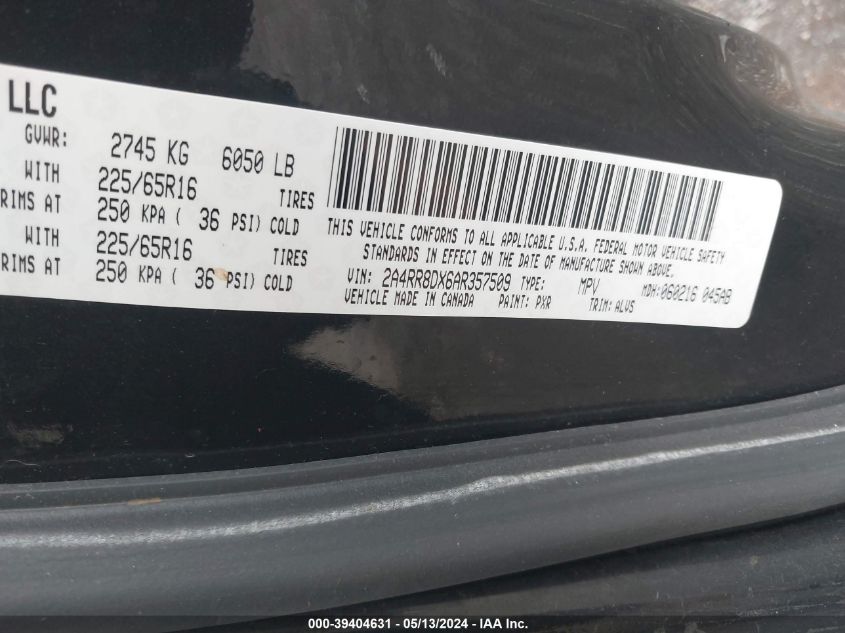 LLC
GVWR: 2745 KG 6050 LB
WITH 225/65R16 TIRES
RIMS AT 250 KPA ( 36 PSI) COLD
WITH 225/65R16 TIRES
RIMS AT 250 KPA ( 36 PSI) COLD
THIS VEHICLE CONFORMS TO ALL APPLICABLE U.S.A. FEDERAL MOTOR VEHICLE SAFETY
STANDARDS IN EFFECT ON THE DATE OF MANUFACTURE SHOWN ABOVE.
VIN: 2A4RR8DX6AR357509 TYPE: MPV MDH:060216 045AB
VEHICLE MADE IN CANADA PAINT: PXR TRIM: ALVS
000-39404631 - 05/13/2024 - IAA Inc.